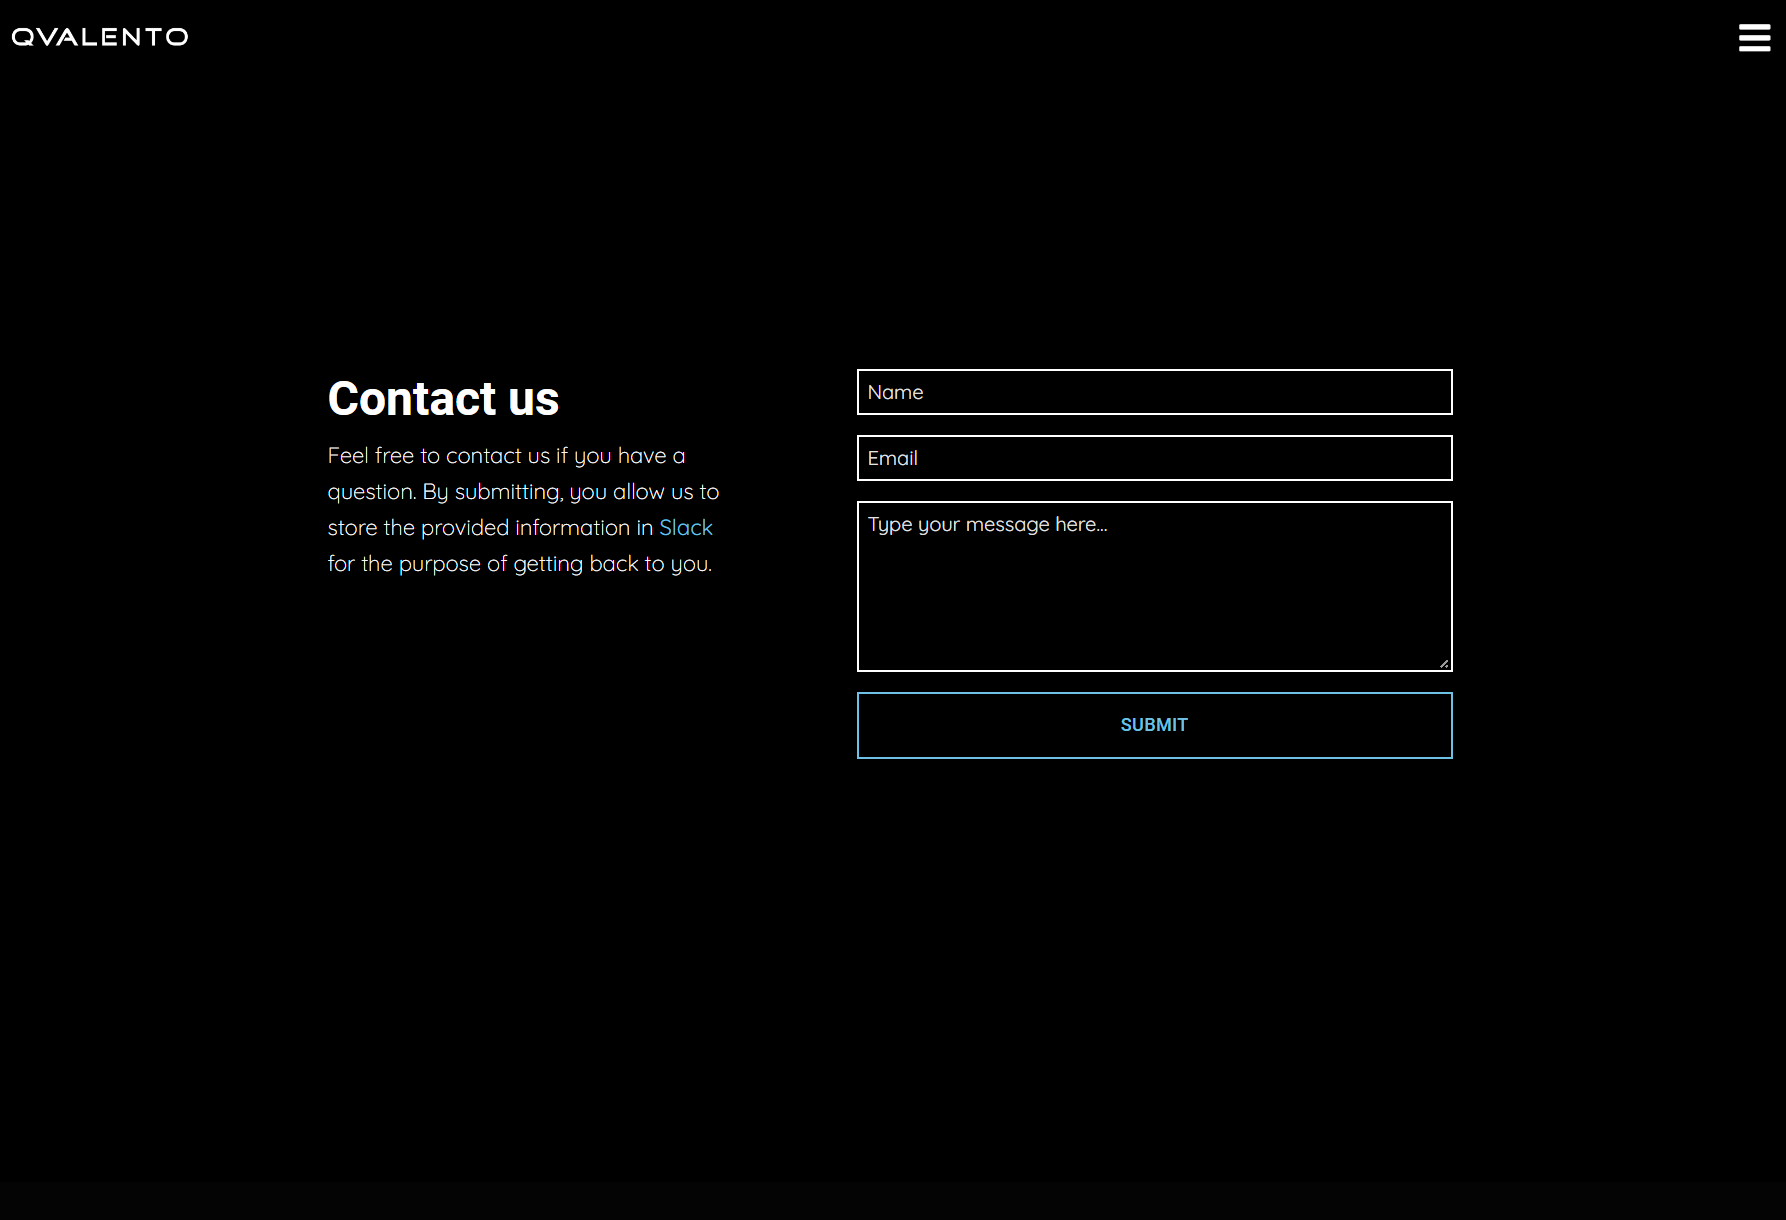 QVALENTO
Contact us
Feel free to contact us if you have a
question. By submitting, you allow us to
store the provided information in Slack
for the purpose of getting back to you.
Name
Email
Type your message here...
SUBMIT